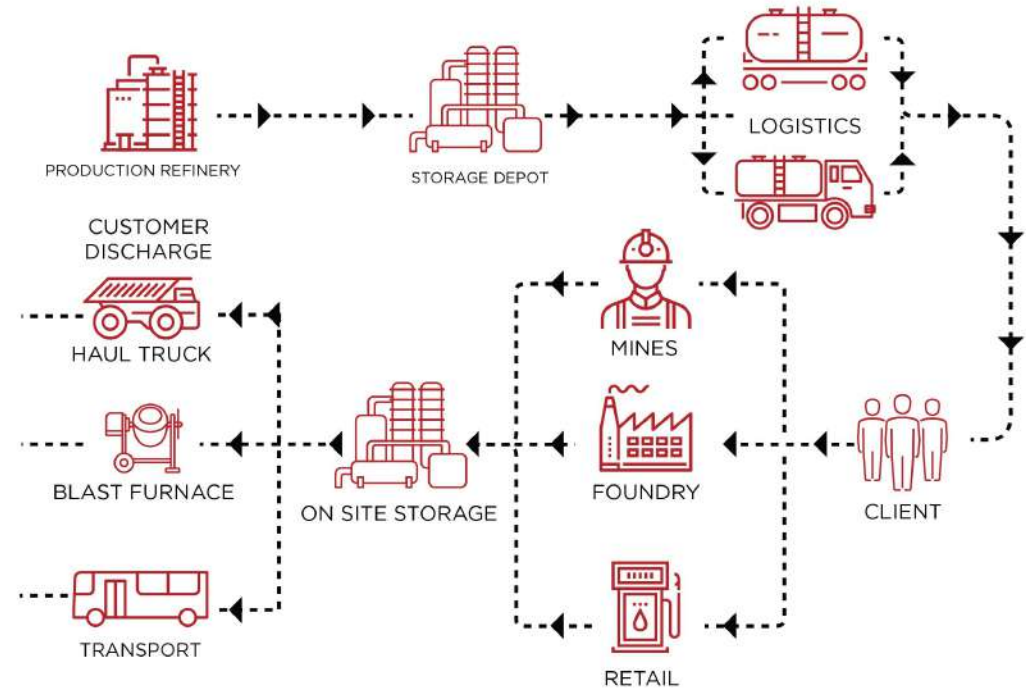 PRODUCTION REFINERY
STORAGE DEPOT
LOGISTICS
CUSTOMER
DISCHARGE
HAUL TRUCK
MINES
BLAST FURNACE
ON SITE STORAGE
FOUNDRY
CLIENT
TRANSPORT
RETAIL